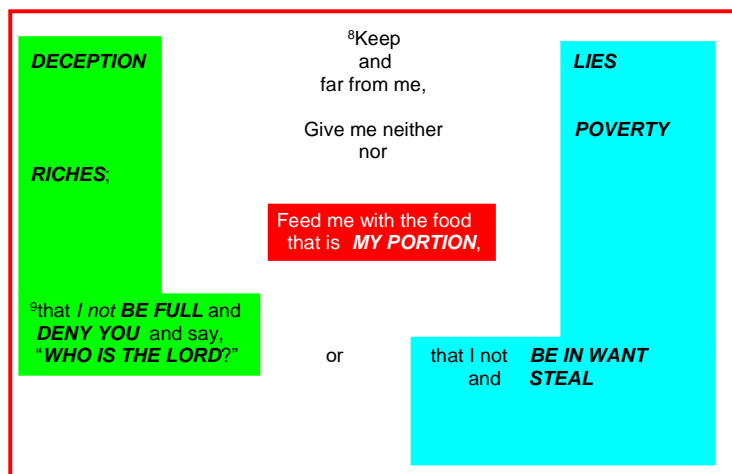 ⁸Keep
DECEPTION and LIES
far from me,
Give me neither POVERTY
nor
RICHES;
Feed me with the food
that is MY PORTION,
⁹that I not BE FULL and
DENY YOU and say,
“WHO IS THE LORD?” or that I not BE IN WANT
and STEAL